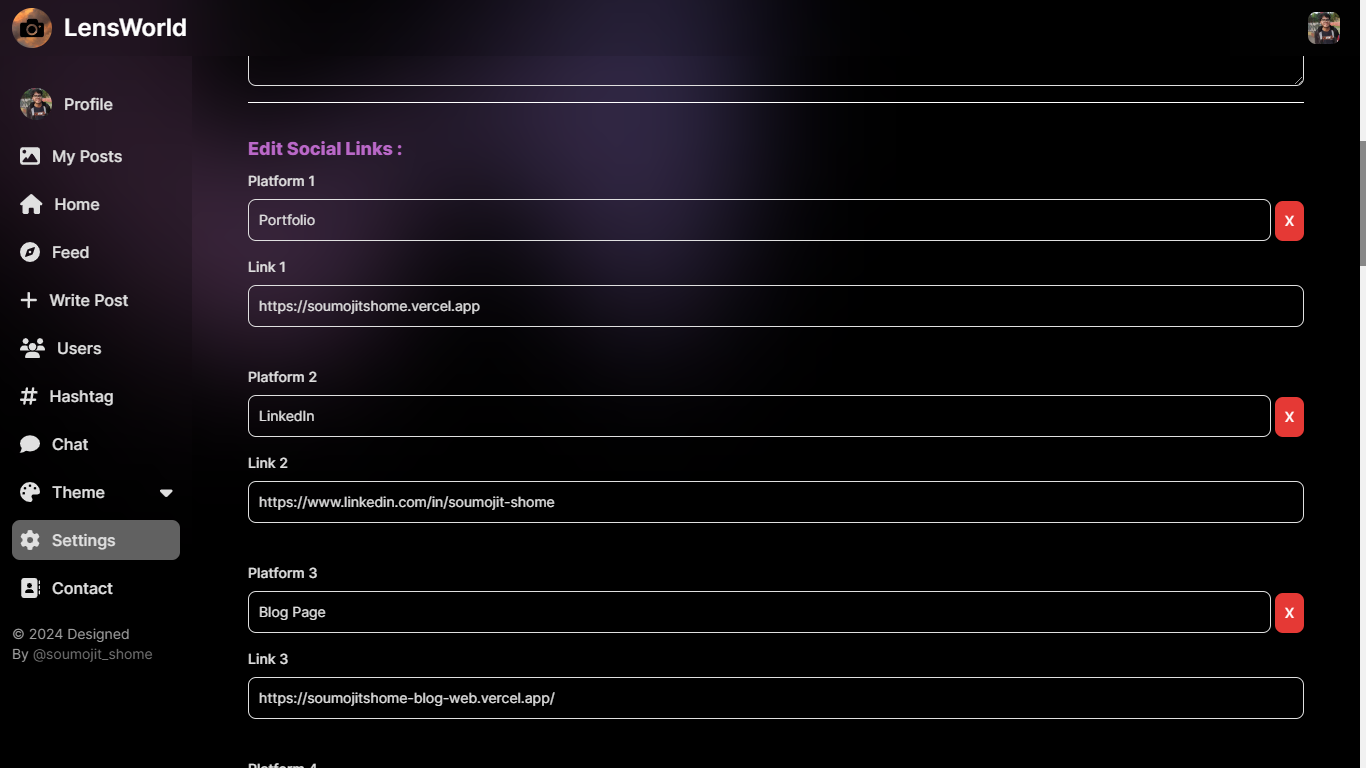 LensWorld
Profile
My Posts
Home
Feed
Write Post
Users
Hashtag
Chat
Theme
Settings
Contact
© 2024 Designed
By @soumojit_shome
Edit Social Links :
Platform 1
Portfolio
X
Link 1
https://soumojitshome.vercel.app
Platform 2
LinkedIn
X
Link 2
https://www.linkedin.com/in/soumojit-shome
Platform 3
Blog Page
X
Link 3
https://soumojitshome-blog-web.vercel.app/
Platform 4